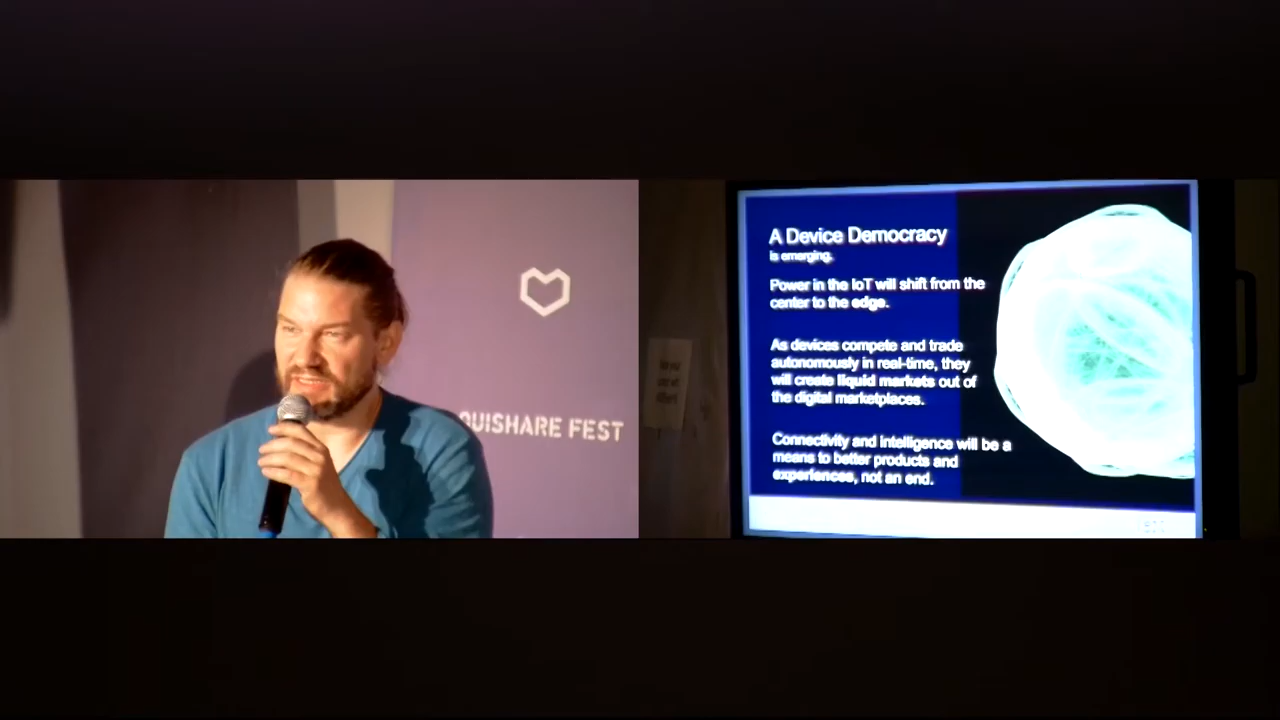 OUISHARE FEST
A Device Democracy
is emerging.
Power in the IoT will shift from the
center to the edge.
As devices compete and trade
autonomously in real-time, they
will create liquid markets out of
the digital marketplaces.
Connectivity and intelligence will be a
means to better products and
experiences, not an end.